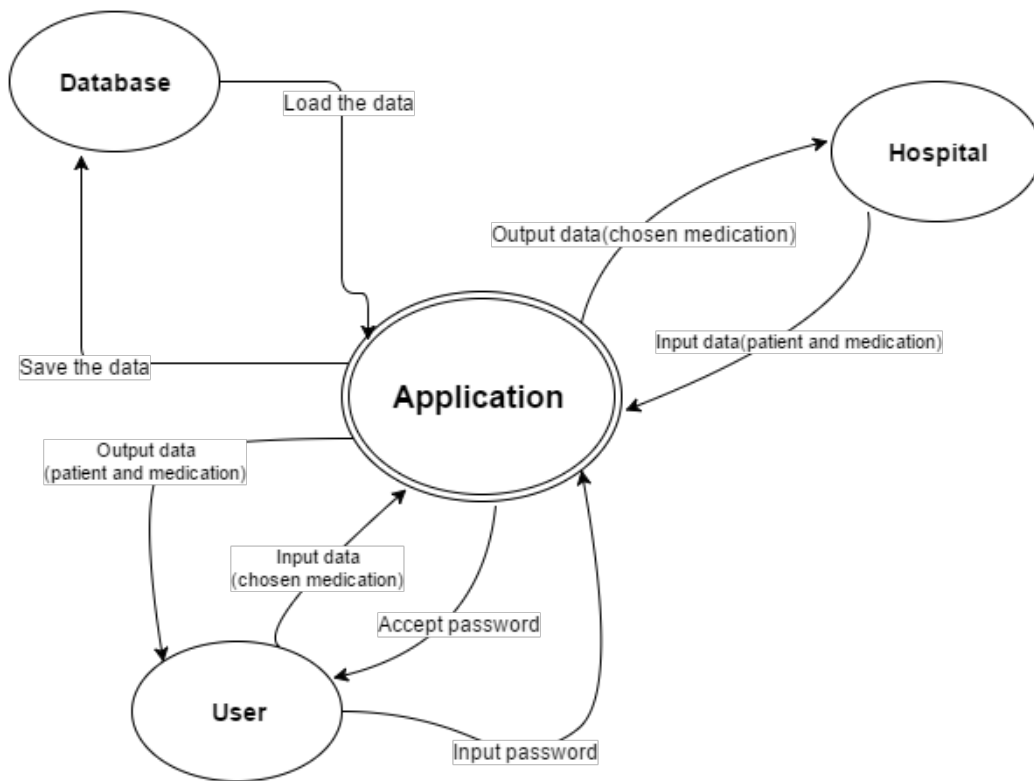 Database
Load the data
Hospital
Output data(chosen medication)
Input data(patient and medication)
Save the data
Application
Output data
(patient and medication)
Input data
(chosen medication)
Accept password
User
Input password